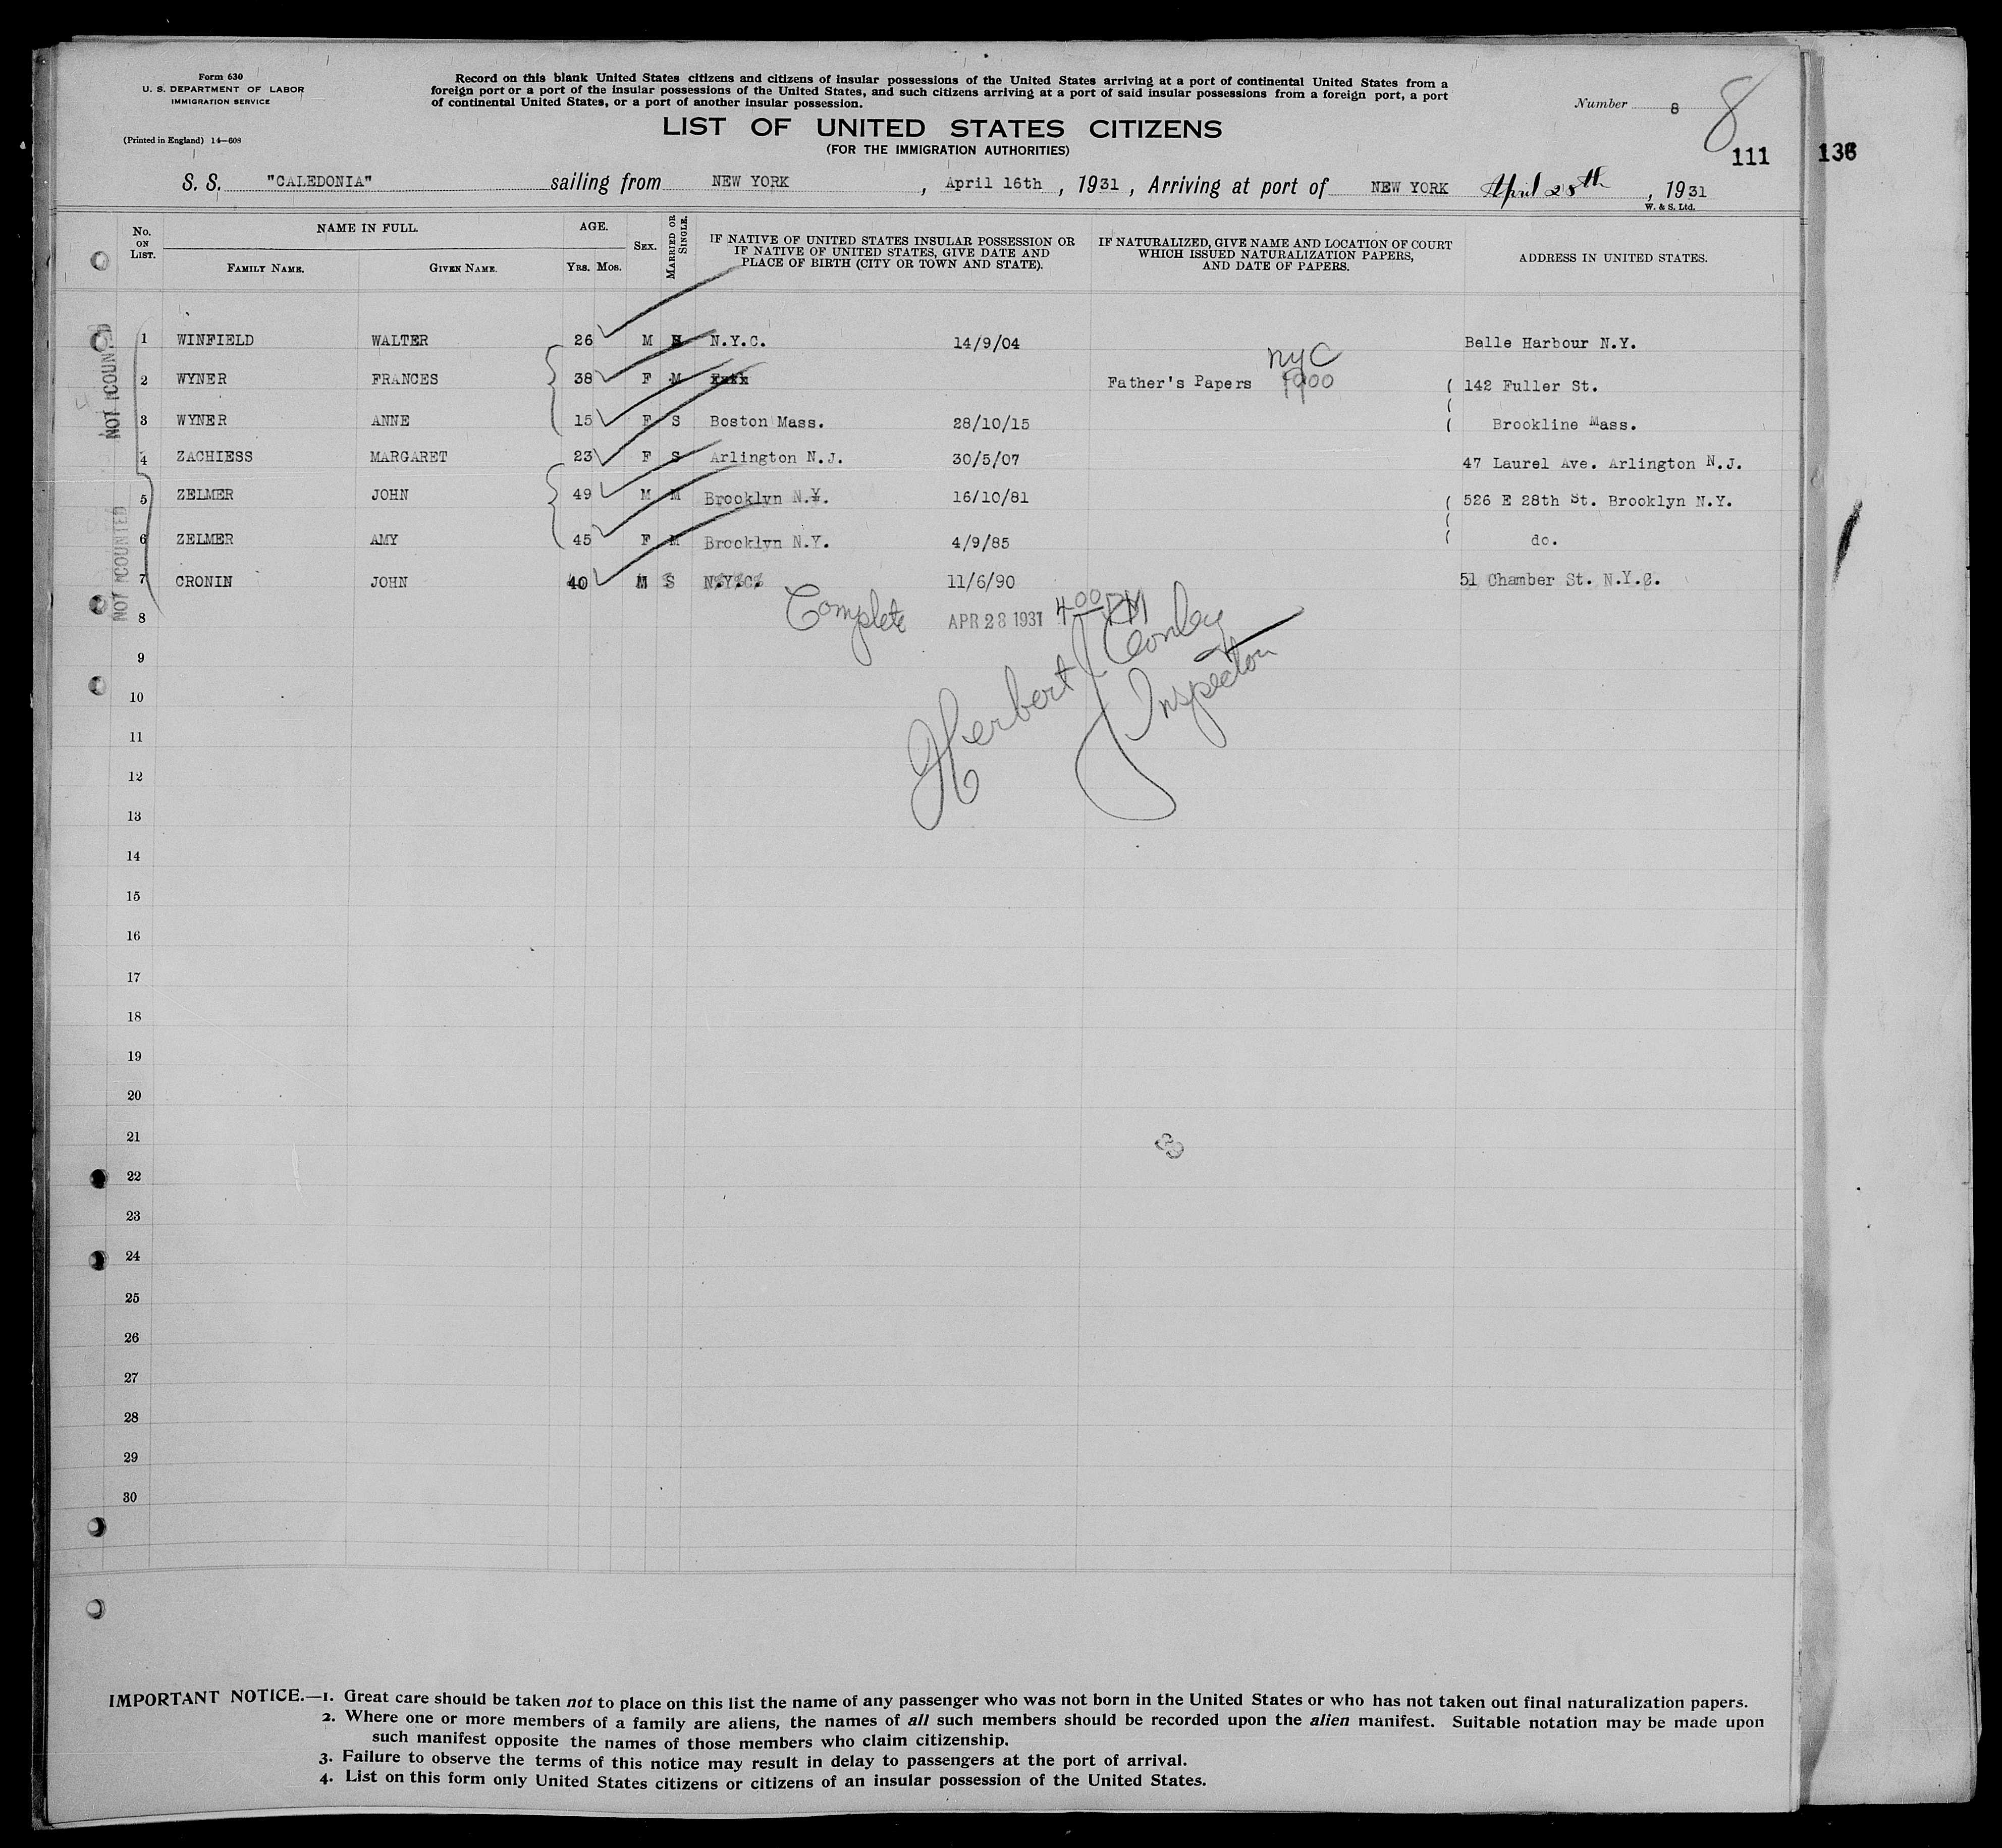 Form 630
U. S. DEPARTMENT OF LABOR
IMMIGRATION SERVICE
(Printed in England) 14—608
Record on this blank United States citizens and citizens of insular possessions of the United States arriving at a port of continental United States from a
foreign port or a port of the insular possessions of the United States, and such citizens arriving at a port of said insular possessions from a foreign port, a port
of continental United States, or a port of another insular possession.
Number 8
8
LIST OF UNITED STATES CITIZENS
(FOR THE IMMIGRATION AUTHORITIES)
111
136
S. S. "CALEDONIA" sailing from NEW YORK, April 16th, 1931, Arriving at port of NEW YORK April 28th, 1931
W. & S. Ltd.
No. ON LIST. NAME IN FULL. FAMILY NAME. GIVEN NAME. AGE. YRS. MOS. SEX. MARRIED OR SINGLE. IF NATIVE OF UNITED STATES INSULAR POSSESSION OR IF NATIVE OF UNITED STATES, GIVE DATE AND PLACE OF BIRTH (CITY OR TOWN AND STATE). IF NATURALIZED, GIVE NAME AND LOCATION OF COURT WHICH ISSUED NATURALIZATION PAPERS, AND DATE OF PAPERS. ADDRESS IN UNITED STATES.
NOT COUNTED
1 WINFIELD WALTER 26 M N.Y.C. 14/9/04 Belle Harbour N.Y.
2 WYNER FRANCES 38 F M Father's Papers NYC 1900 142 Fuller St.
3 WYNER ANNE 15 F S Boston Mass. 28/10/15 Brookline Mass.
4 ZACHIESS MARGARET 23 F S Arlington N.J. 30/5/07 47 Laurel Ave. Arlington N.J.
NOT COUNTED
5 ZELMER JOHN 49 M M Brooklyn N.Y. 16/10/81 526 E 28th St. Brooklyn N.Y.
6 ZELMER AMY 45 F M Brooklyn N.Y. 4/9/85 do.
7 CRONIN JOHN 40 M S N.Y.C. 11/6/90 51 Chamber St. N.Y.C.
8 Complete APR 28 1931 4 00 PM
Herbert J Conley
Inspector
9
10
11
12
13
14
15
16
17
18
19
20
21
22
23
24
25
26
27
28
29
30
IMPORTANT NOTICE.—1. Great care should be taken not to place on this list the name of any passenger who was not born in the United States or who has not taken out final naturalization papers.
2. Where one or more members of a family are aliens, the names of all such members should be recorded upon the alien manifest. Suitable notation may be made upon
such manifest opposite the names of those members who claim citizenship.
3. Failure to observe the terms of this notice may result in delay to passengers at the port of arrival.
4. List on this form only United States citizens or citizens of an insular possession of the United States.